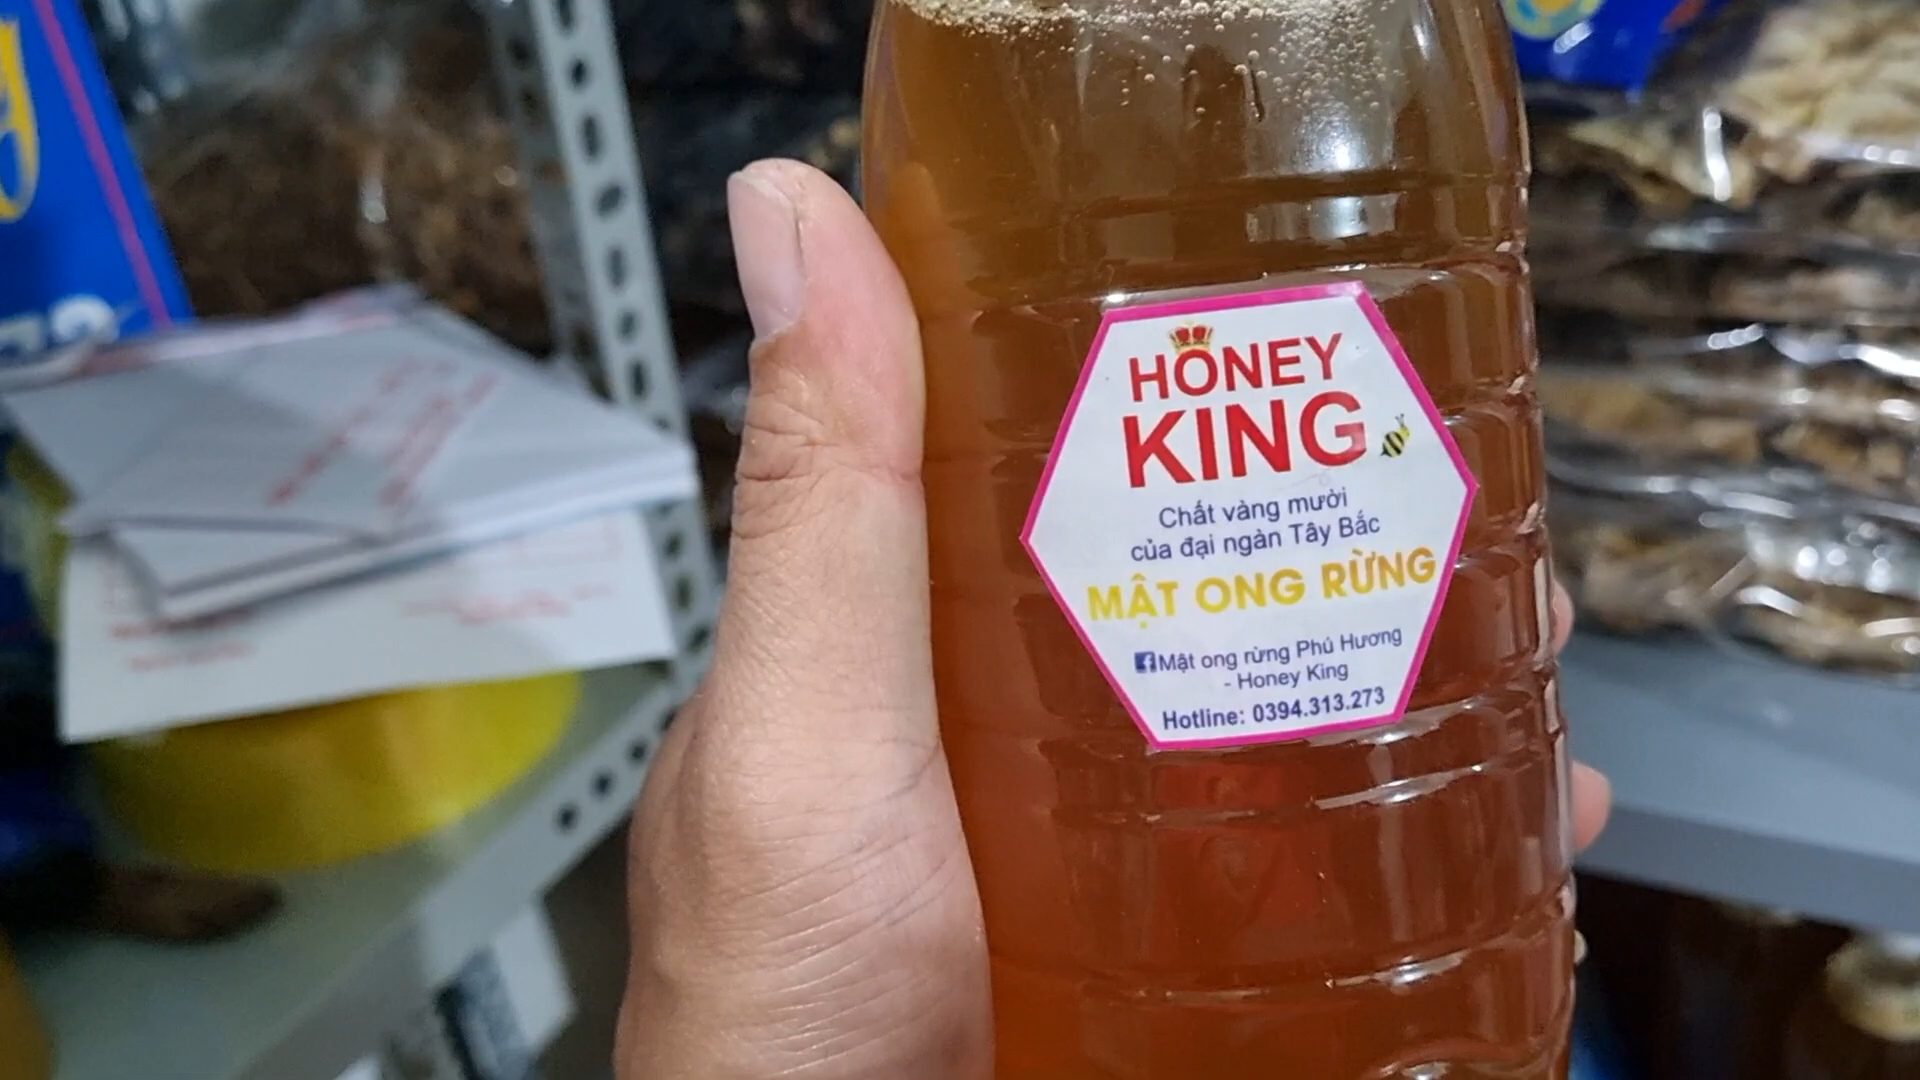 HONEY
KING
Chất vàng mười
của đại ngàn Tây Bắc
MẬT ONG RỪNG
Mật ong rừng Phú Hương
- Honey King
Hotline: 0394.313.273